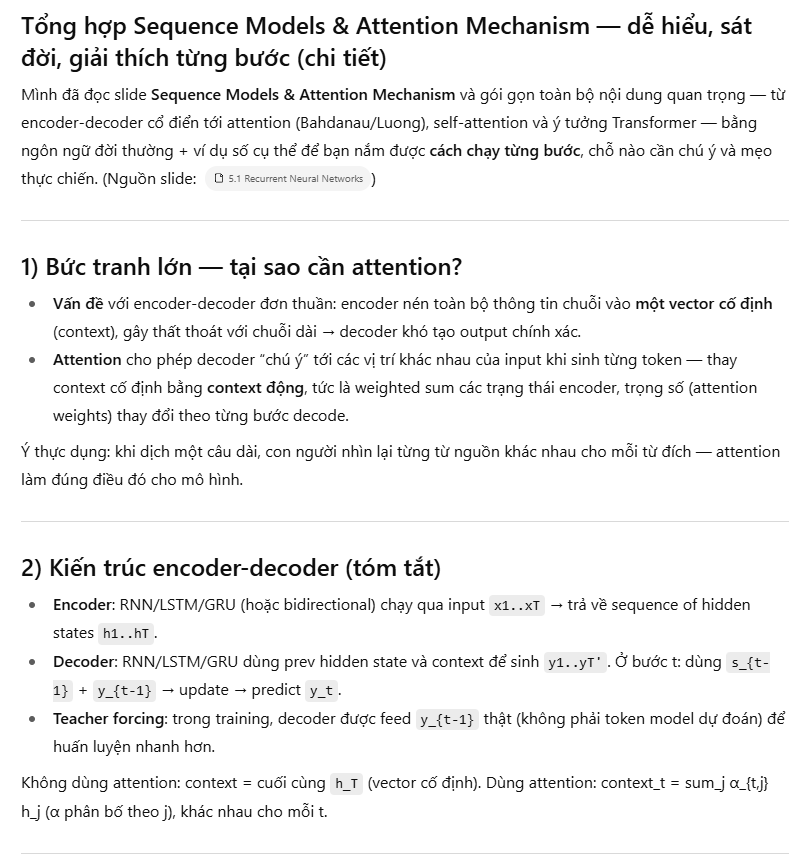 Tổng hợp Sequence Models & Attention Mechanism — dễ hiểu, sát
đời, giải thích từng bước (chi tiết)
Mình đã đọc slide Sequence Models & Attention Mechanism và gói gọn toàn bộ nội dung quan trọng — từ
encoder-decoder cổ điển tới attention (Bahdanau/Luong), self-attention và ý tưởng Transformer — bằng
ngôn ngữ đời thường + ví dụ số cụ thể để bạn nắm được cách chạy từng bước, chỗ nào cần chú ý và mẹo
thực chiến. (Nguồn slide: 5.1 Recurrent Neural Networks )
1) Bức tranh lớn — tại sao cần attention?
• Vấn đề với encoder-decoder đơn thuần: encoder nén toàn bộ thông tin chuỗi vào một vector cố định
(context), gây thất thoát với chuỗi dài → decoder khó tạo output chính xác.
• Attention cho phép decoder “chú ý” tới các vị trí khác nhau của input khi sinh từng token — thay
context cố định bằng context động, tức là weighted sum các trạng thái encoder, trọng số (attention
weights) thay đổi theo từng bước decode.
Ý thực dụng: khi dịch một câu dài, con người nhìn lại từng từ nguồn khác nhau cho mỗi từ đích — attention
làm đúng điều đó cho mô hình.
2) Kiến trúc encoder-decoder (tóm tắt)
• Encoder: RNN/LSTM/GRU (hoặc bidirectional) chạy qua input x1..xT → trả về sequence of hidden
states h1..hT.
• Decoder: RNN/LSTM/GRU dùng prev hidden state và context để sinh y1..yT'. Ở bước t: dùng s_{t-
1} + y_{t-1} → update → predict y_t.
• Teacher forcing: trong training, decoder được feed y_{t-1} thật (không phải token model dự đoán) để
huấn luyện nhanh hơn.
Không dùng attention: context = cuối cùng h_T (vector cố định). Dùng attention: context_t = sum_j α_{t,j}
h_j (α phân bố theo j), khác nhau cho mỗi t.